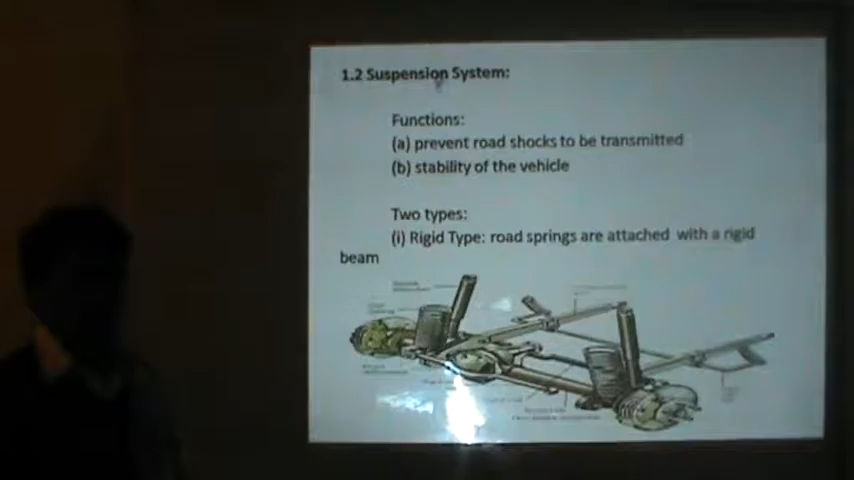 1.2 Suspension System:
Functions:
(a) prevent road shocks to be transmitted
(b) stability of the vehicle
Two types:
(i) Rigid Type: road springs are attached with a rigid
beam